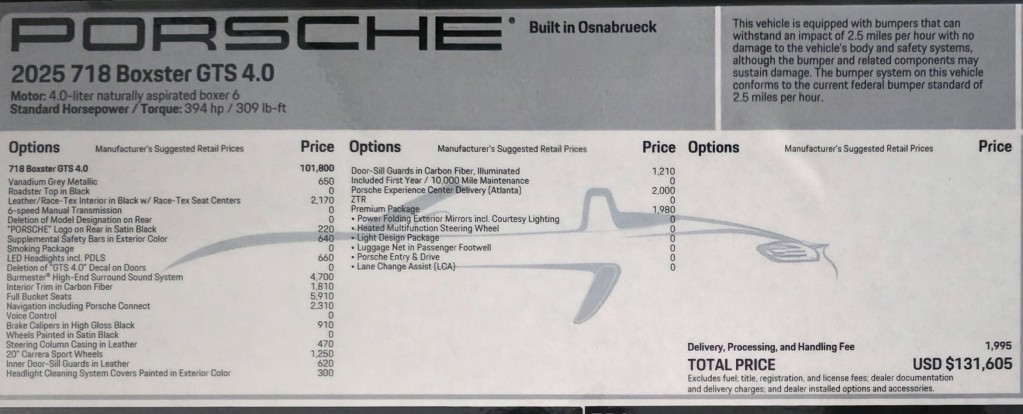 PORSCHE®
Built in Osnabrueck
2025 718 Boxster GTS 4.0
Motor: 4.0-liter naturally aspirated boxer 6
Standard Horsepower / Torque: 394 hp / 309 lb-ft
This vehicle is equipped with bumpers that can
withstand an impact of 2.5 miles per hour with no
damage to the vehicle's body and safety systems,
although the bumper and related components may
sustain damage. The bumper system on this vehicle
conforms to the current federal bumper standard of
2.5 miles per hour.
Options Manufacturer's Suggested Retail Prices Price
718 Boxster GTS 4.0 101,800
Vanadium Grey Metallic 650
Roadster Top in Black 0
Leather/Race-Tex Interior in Black w/ Race-Tex Seat Centers 2,170
6-speed Manual Transmission 0
Deletion of Model Designation on Rear 0
"PORSCHE" Logo on Rear in Satin Black 220
Supplemental Safety Bars in Exterior Color 640
Smoking Package 0
LED Headlights incl. PDLS 660
Deletion of "GTS 4.0" Decal on Doors 0
Burmester® High-End Surround Sound System 4,700
Interior Trim in Carbon Fiber 1,810
Full Bucket Seats 5,910
Navigation including Porsche Connect 2,310
Voice Control 0
Brake Calipers in High Gloss Black 910
Wheels Painted in Satin Black 0
Steering Column Casing in Leather 470
20" Carrera Sport Wheels 1,250
Inner Door-Sill Guards in Leather 620
Headlight Cleaning System Covers Painted in Exterior Color 300
Options Manufacturer's Suggested Retail Prices Price
Door-Sill Guards in Carbon Fiber, Illuminated 1,210
Included First Year / 10,000 Mile Maintenance 0
Porsche Experience Center Delivery (Atlanta) 2,000
ZTR 0
Premium Package 1,980
• Power Folding Exterior Mirrors incl. Courtesy Lighting 0
• Heated Multifunction Steering Wheel 0
• Light Design Package 0
• Luggage Net in Passenger Footwell 0
• Porsche Entry & Drive 0
• Lane Change Assist (LCA) 0
Options Manufacturer's Suggested Retail Prices Price
Delivery, Processing, and Handling Fee 1,995
TOTAL PRICE USD $131,605
Excludes fuel; title, registration, and license fees; dealer documentation
and delivery charges; and dealer installed options and accessories.